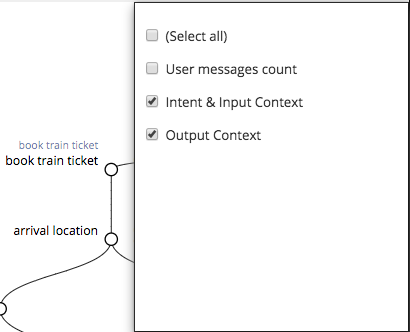 (Select all)
User messages count
Intent & Input Context
Output Context
book train ticket
book train ticket
arrival location